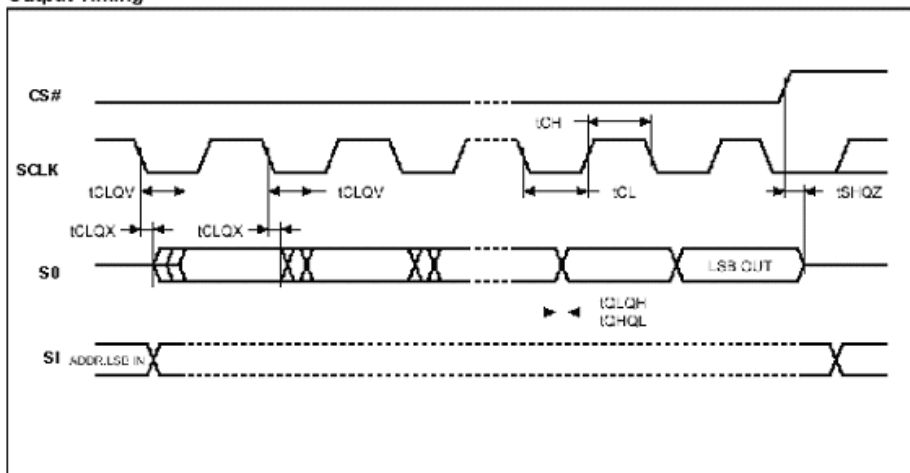 Output Timing
CS#
tCH
SCLK
tCLQV
tCLQV
tCL
tSHQZ
tCLQX
tCLQX
SO
LSB OUT
tQLQH
tQHQL
SI
ADDR.LSB IN